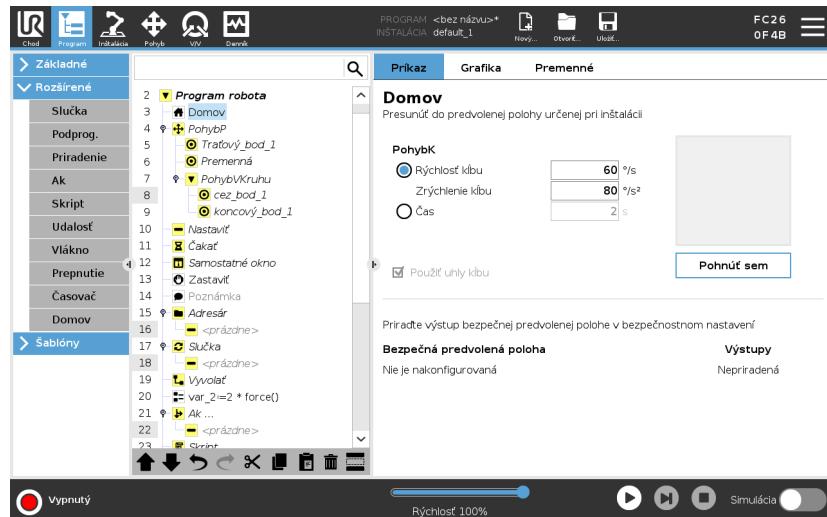 UR
Chod
Program
Inštalácia
Pohyb
V/V
Denník
PROGRAM <bez názvu>*
INŠTALÁCIA default_1
Nový...
Otvoriť...
Uložiť...
FC26
0F4B
Základné
Rozšírené
Slučka
Podprog.
Priradenie
Ak
Skript
Udalosť
Vlákno
Prepnutie
Časovač
Domov
Šablóny
2 Program robota
3 Domov
4 PohybP
5 Traťový_bod_1
6 Premenná
7 PohybVKruhu
8 cez_bod_1
9 koncový_bod_1
10 Nastaviť
11 Čakať
12 Samostatné okno
13 Zastaviť
14 Poznámka
15 Adresár
16 <prázdne>
17 Slučka
18 <prázdne>
19 Vyvolať
20 var_2≔2 * force()
21 Ak ...
22 <prázdne>
23 Skript
Príkaz
Grafika
Premenné
Domov
Presunúť do predvolenej polohy určenej pri inštalácii
PohybK
Rýchlosť kĺbu 60 °/s
Zrýchlenie kĺbu 80 °/s²
Čas 2 s
Použiť uhly kĺbu
Pohnúť sem
Priraďte výstup bezpečnej predvolenej polohe v bezpečnostnom nastavení
Bezpečná predvolená poloha Výstupy
Nie je nakonfigurovaná Nepriradená
Vypnutý
Rýchlosť 100%
Simulácia